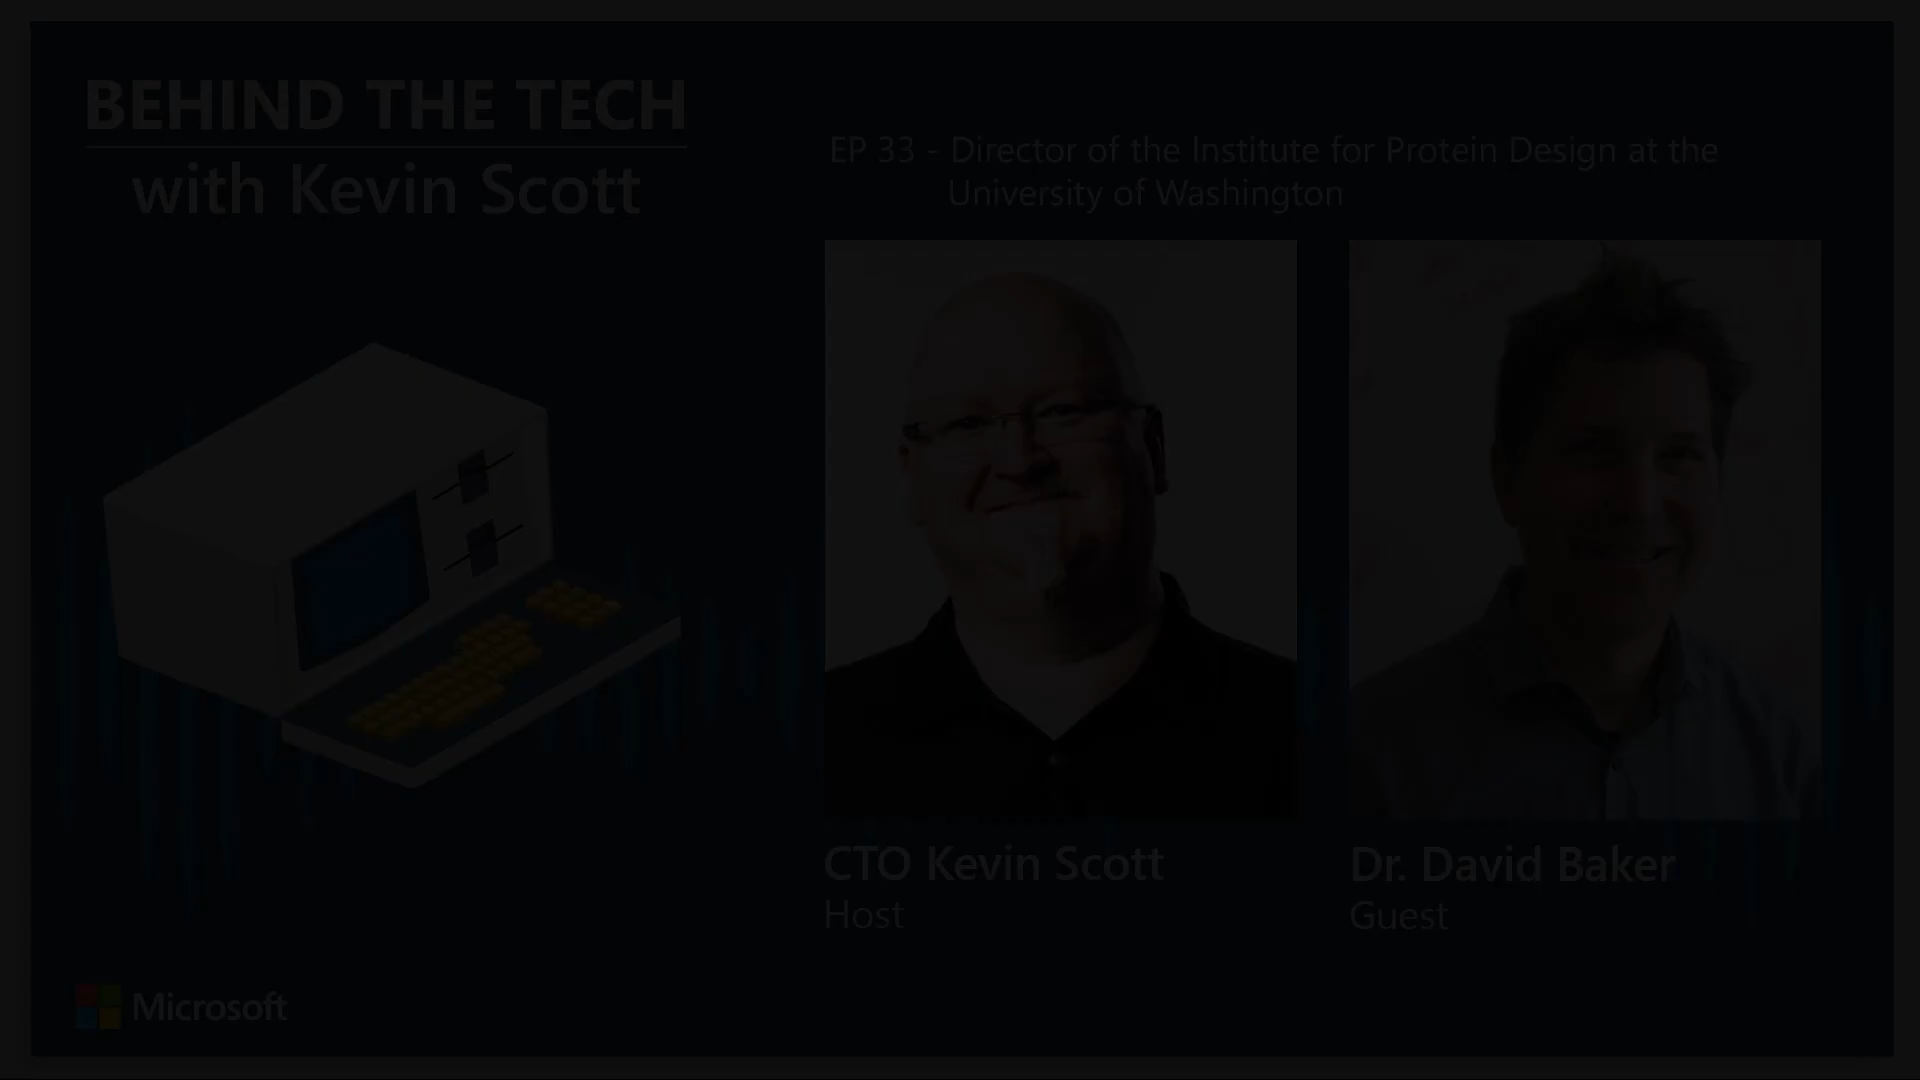 BEHIND THE TECH
with Kevin Scott
EP 33 - Director of the Institute for Protein Design at the
University of Washington
CTO Kevin Scott
Host
Dr. David Baker
Guest
Microsoft